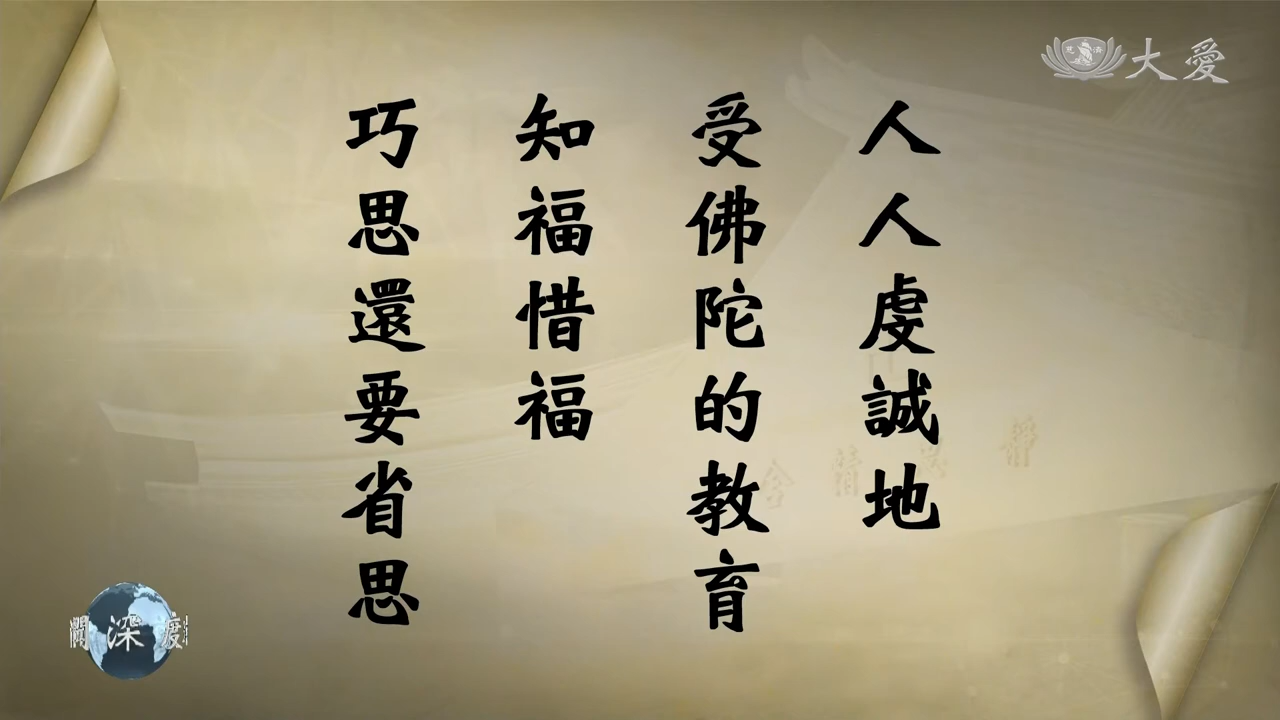 大愛
人人虔誠地
受佛陀的教育
知福惜福
巧思還要省思
深度